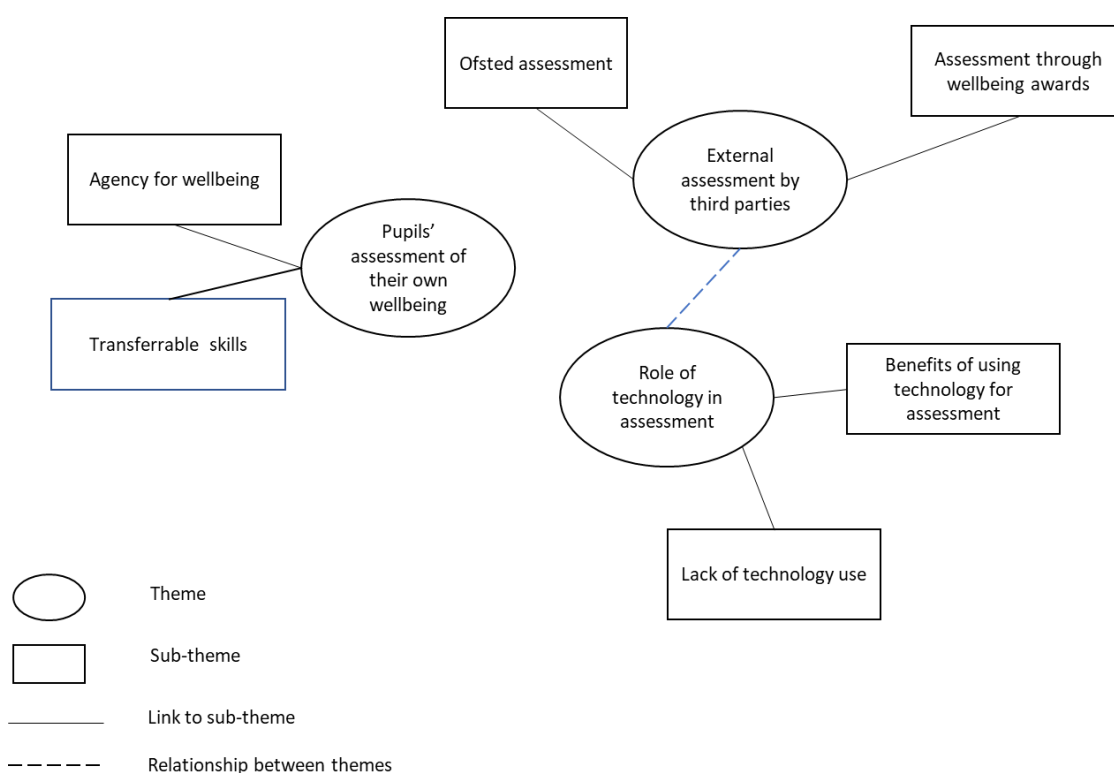 Ofsted assessment
Assessment through
wellbeing awards
External
assessment by
third parties
Agency for wellbeing
Pupils’
assessment of
their own
wellbeing
Transferrable skills
Role of
technology in
assessment
Benefits of using
technology for
assessment
Lack of technology use
Theme
Sub-theme
Link to sub-theme
Relationship between themes